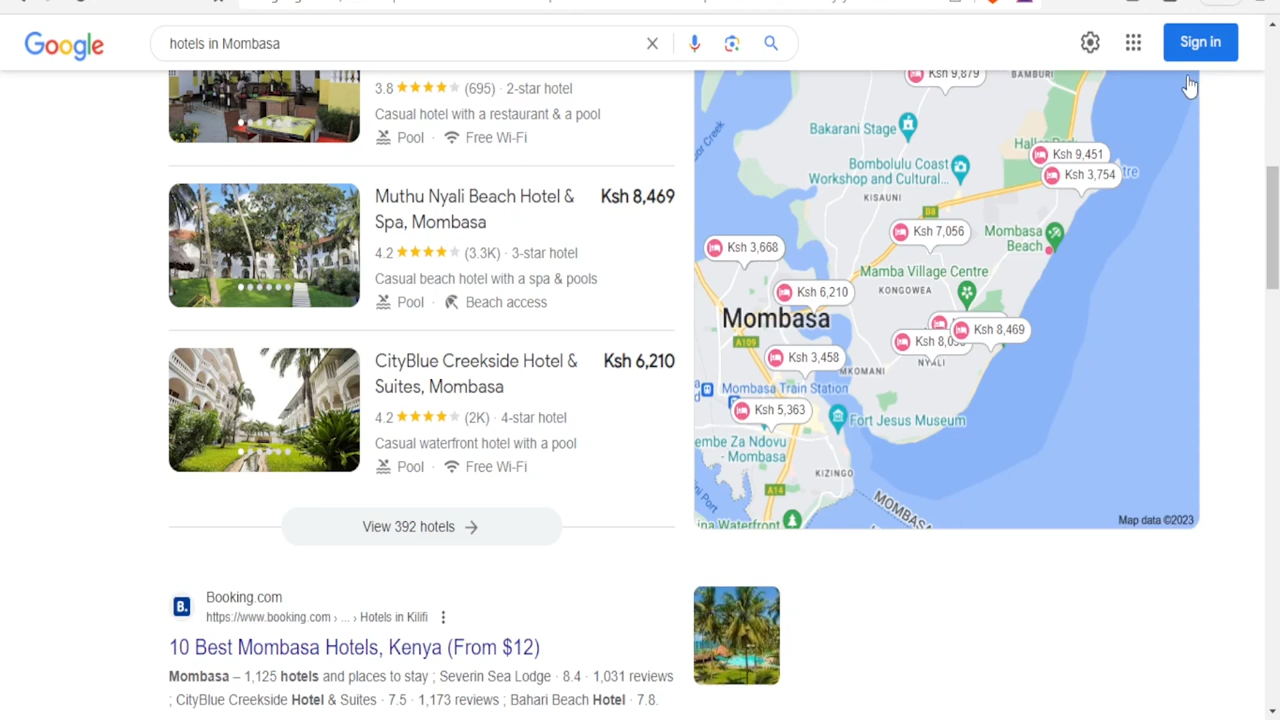 Google
hotels in Mombasa
Sign in
3.8 (695) · 2-star hotel
Casual hotel with a restaurant & a pool
Pool · Free Wi-Fi
Muthu Nyali Beach Hotel &
Spa, Mombasa
Ksh 8,469
4.2 (3.3K) · 3-star hotel
Casual beach hotel with a spa & pools
Pool · Beach access
CityBlue Creekside Hotel &
Suites, Mombasa
Ksh 6,210
4.2 (2K) · 4-star hotel
Casual waterfront hotel with a pool
Pool · Free Wi-Fi
View 392 hotels
Ksh 9,879
BAMBURI
Bakarani Stage
Ksh 9,451
Bombolulu Coast
Workshop and Cultural...
Ksh 3,754
KISAUNI
B8
Ksh 7,056
Mombasa
Beach
Ksh 3,668
Mamba Village Centre
KONGOWEA
Ksh 6,210
Mombasa
Ksh 8,469
A109
NYALI
Ksh 3,458
MKOMANI
Mombasa Train Station
Ksh 5,363
Fort Jesus Museum
Mombasa
KIZINGO
A14
Map data ©2023
B.
Booking.com
https://www.booking.com › ... › Hotels in Kilifi
10 Best Mombasa Hotels, Kenya (From $12)
Mombasa – 1,125 hotels and places to stay ; Severin Sea Lodge · 8.4 · 1,031 reviews
; CityBlue Creekside Hotel & Suites · 7.5 · 1,173 reviews ; Bahari Beach Hotel · 7.8.